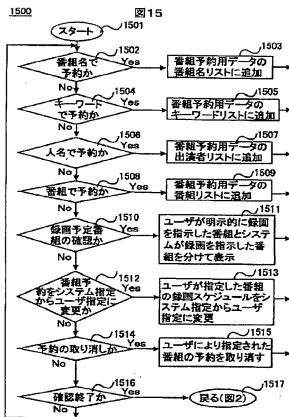 1500
図15
スタート
1501
1502
番組名で
予約か
Yes
1503
番組予約用データの
番組名リストに追加
No
1504
キーワード
で予約か
Yes
1505
番組予約用データの
キーワードリストに追加
No
1506
人名で予約か
Yes
1507
番組予約用データの
出演者リストに追加
No
1508
番組で予約か
Yes
1509
番組予約用データの
番組リストに追加
No
1510
録画予定番
組の確認か
Yes
1511
ユーザが明示的に録画
を指示した番組とシステ
ムが録画を指示した番
組を分けて表示
No
1512
番組予
約をシステム指定
からユーザ指定に
変更か
Yes
1513
ユーザが指定した番組
の録画スケジュールをシ
ステム指定からユーザ
指定に変更
No
1514
予約の取り消しか
Yes
1515
ユーザにより指定された
番組の予約を取り消す
No
1516
確認終了か
Yes
1517
戻る(図2)
No